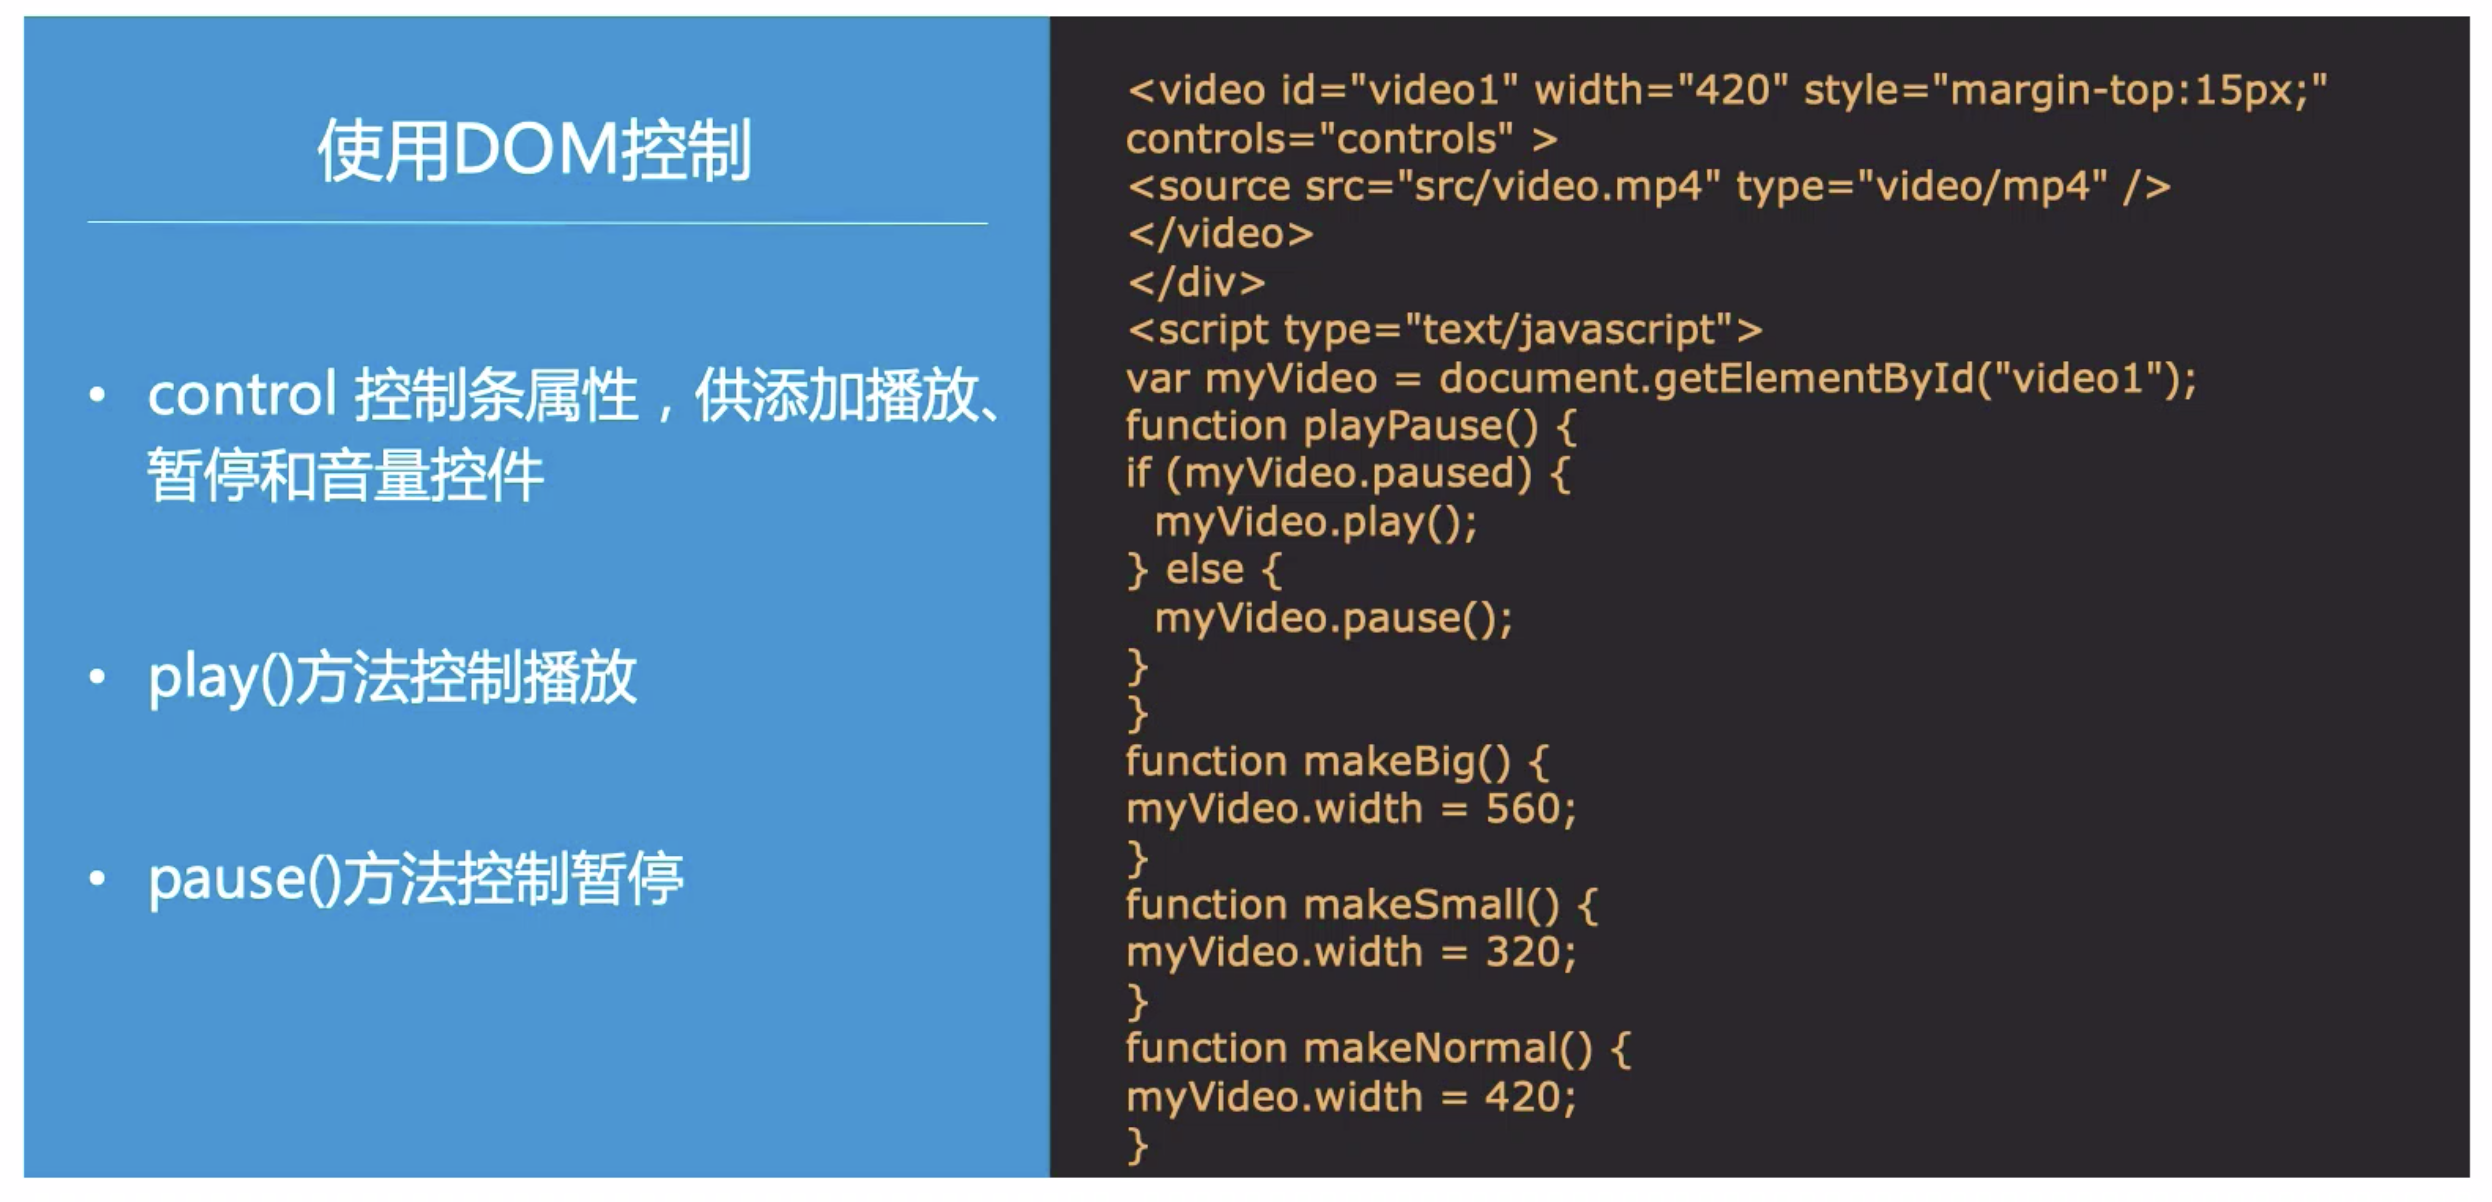 使用DOM控制
• control 控制条属性，供添加播放、
暂停和音量控件
• play()方法控制播放
• pause()方法控制暂停
<video id="video1" width="420" style="margin-top:15px;"
controls="controls" >
<source src="src/video.mp4" type="video/mp4" />
</video>
</div>
<script type="text/javascript">
var myVideo = document.getElementById("video1");
function playPause() {
if (myVideo.paused) {
  myVideo.play();
} else {
  myVideo.pause();
}
}
function makeBig() {
myVideo.width = 560;
}
function makeSmall() {
myVideo.width = 320;
}
function makeNormal() {
myVideo.width = 420;
}